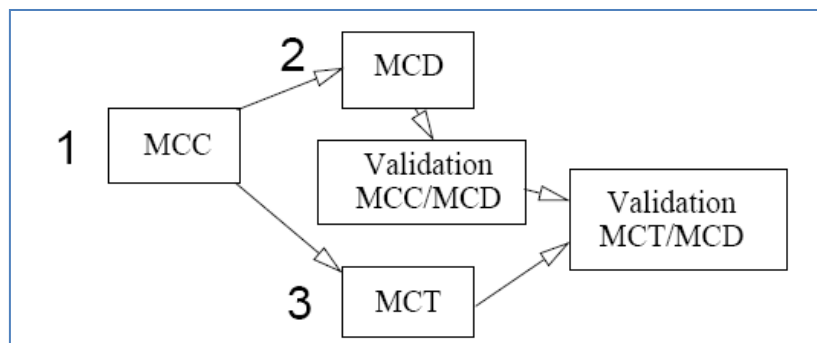 1
MCC
2
MCD
Validation
MCC/MCD
3
MCT
Validation
MCT/MCD